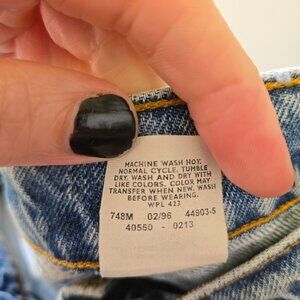 MACHINE WASH HOT,
NORMAL CYCLE. TUMBLE
DRY. WASH AND DRY WITH
LIKE COLORS. COLOR MAY
TRANSFER WHEN NEW. WASH
BEFORE WEARING.
WPL 423
748M 02/96 44903-5
40550 - 0213